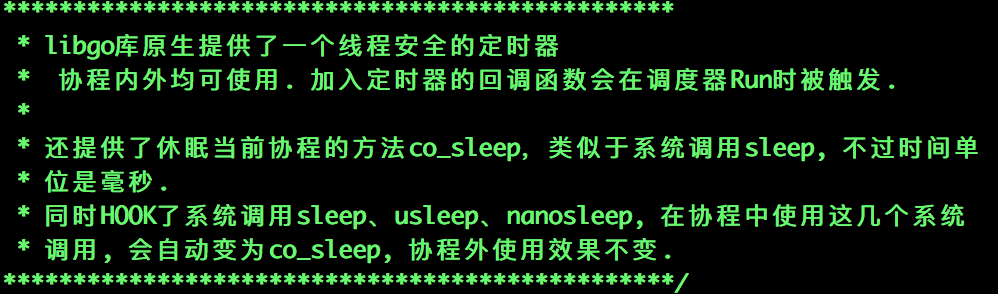 ************************************************
* libgo库原生提供了一个线程安全的定时器
*  协程内外均可使用. 加入定时器的回调函数会在调度器Run时被触发.
*
* 还提供了休眠当前协程的方法co_sleep, 类似于系统调用sleep, 不过时间单
* 位是毫秒.
* 同时HOOK了系统调用sleep、usleep、nanosleep, 在协程中使用这几个系统
* 调用, 会自动变为co_sleep, 协程外使用效果不变.
************************************************/